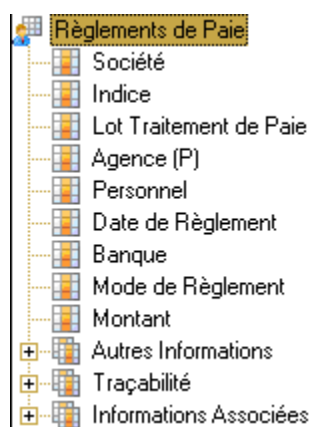 Règlements de Paie
Société
Indice
Lot Traitement de Paie
Agence (P)
Personnel
Date de Règlement
Banque
Mode de Règlement
Montant
Autres Informations
Traçabilité
Informations Associées